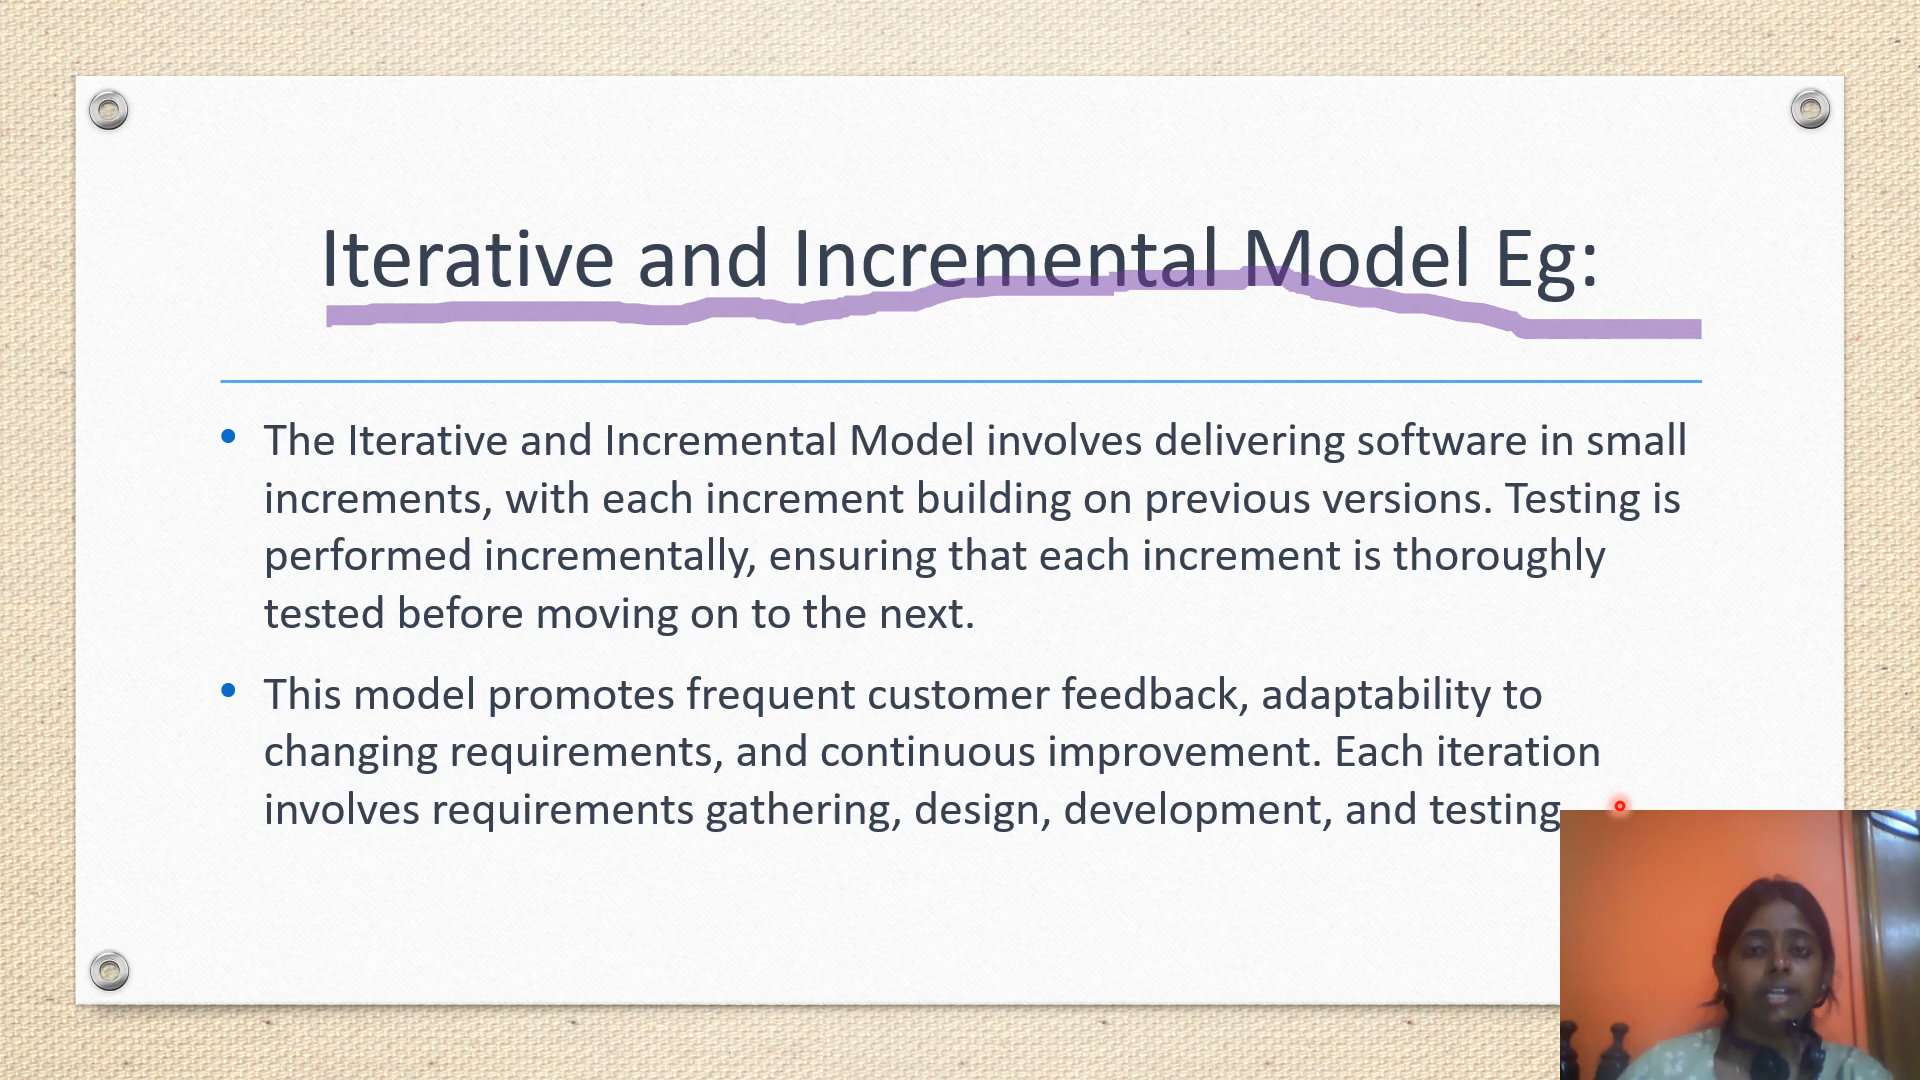 Iterative and Incremental Model Eg:
• The Iterative and Incremental Model involves delivering software in small
increments, with each increment building on previous versions. Testing is
performed incrementally, ensuring that each increment is thoroughly
tested before moving on to the next.
• This model promotes frequent customer feedback, adaptability to
changing requirements, and continuous improvement. Each iteration
involves requirements gathering, design, development, and testing